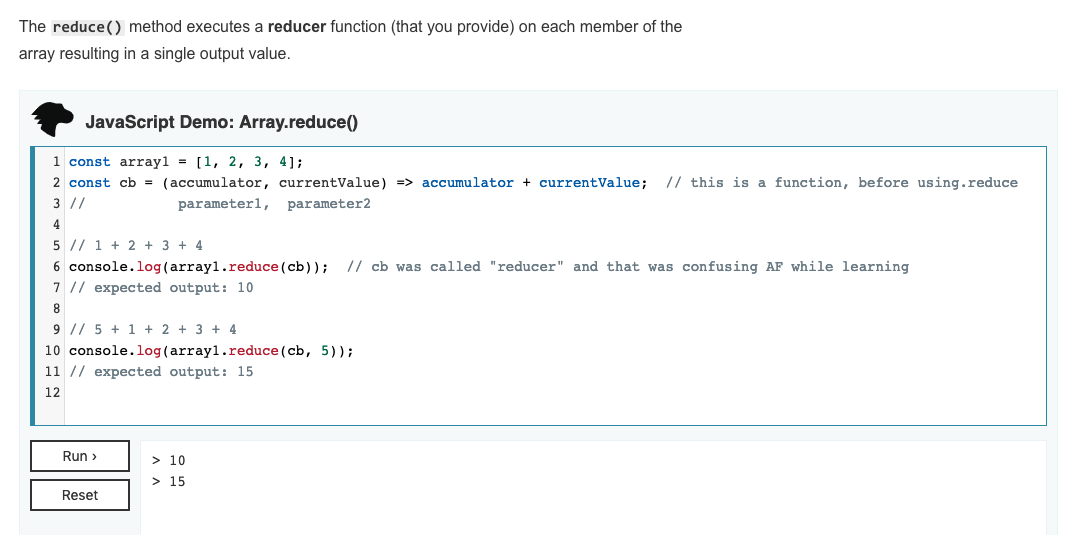 The reduce() method executes a reducer function (that you provide) on each member of the
array resulting in a single output value.
JavaScript Demo: Array.reduce()
1 const array1 = [1, 2, 3, 4];
2 const cb = (accumulator, currentValue) => accumulator + currentValue;  // this is a function, before using.reduce
3 //           parameter1,  parameter2
4
5 // 1 + 2 + 3 + 4
6 console.log(array1.reduce(cb));  // cb was called "reducer" and that was confusing AF while learning
7 // expected output: 10
8
9 // 5 + 1 + 2 + 3 + 4
10 console.log(array1.reduce(cb, 5));
11 // expected output: 15
12
Run ›
> 10
> 15
Reset